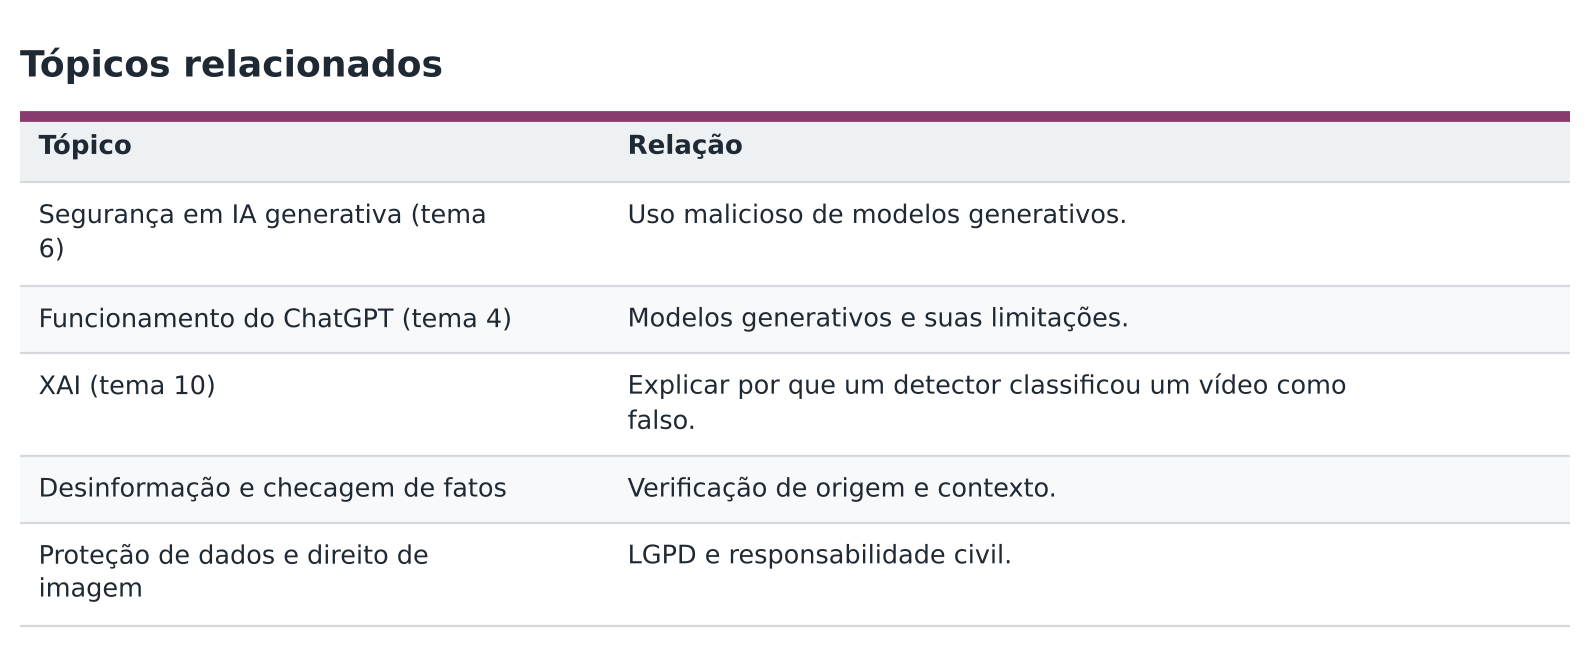 Tópicos relacionados
Tópico Relação
Segurança em IA generativa (tema Uso malicioso de modelos generativos.
6)
Funcionamento do ChatGPT (tema 4) Modelos generativos e suas limitações.
XAI (tema 10) Explicar por que um detector classificou um vídeo como
falso.
Desinformação e checagem de fatos Verificação de origem e contexto.
Proteção de dados e direito de LGPD e responsabilidade civil.
imagem